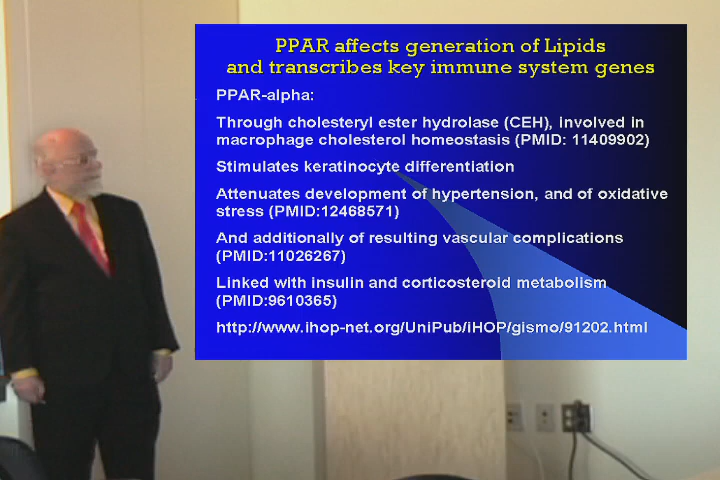 PPAR affects generation of Lipids
and transcribes key immune system genes
PPAR-alpha:
Through cholesteryl ester hydrolase (CEH), involved in
macrophage cholesterol homeostasis (PMID: 11409902)
Stimulates keratinocyte differentiation
Attenuates development of hypertension, and of oxidative
stress (PMID:12468571)
And additionally of resulting vascular complications
(PMID:11026267)
Linked with insulin and corticosteroid metabolism
(PMID:9610365)
http://www.ihop-net.org/UniPub/iHOP/gismo/91202.html